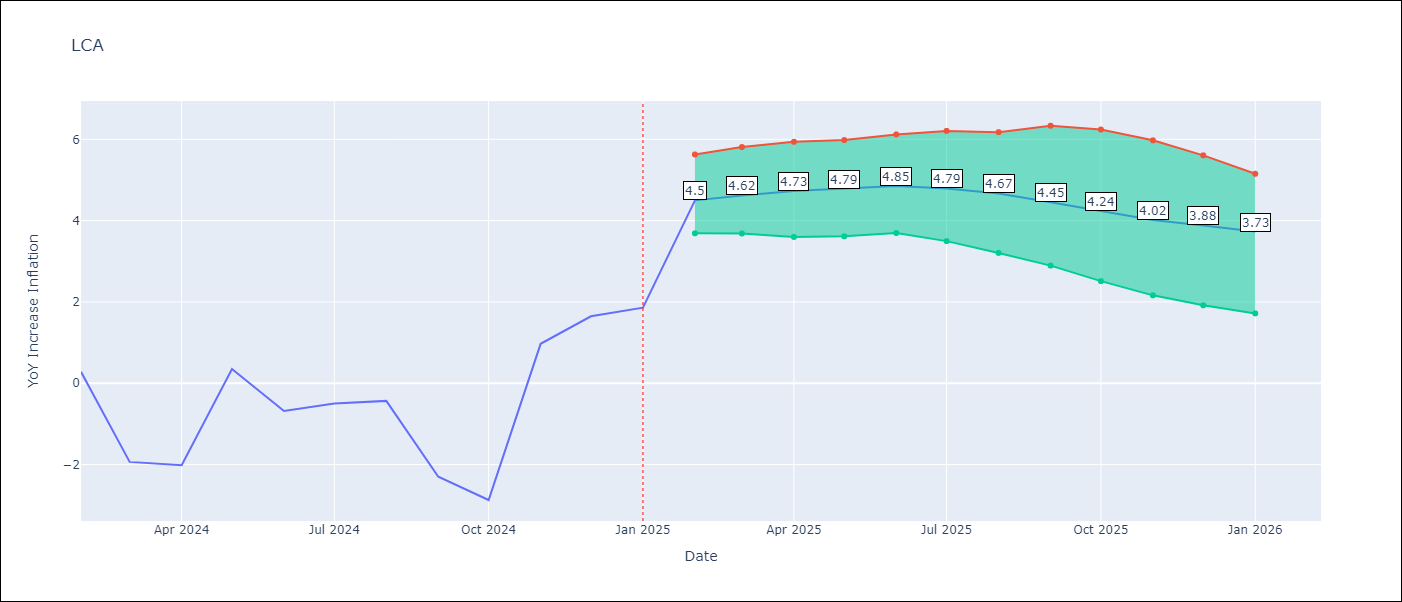 LCA
YoY Increase Inflation
6
4
2
0
−2
4.5
4.62
4.73
4.79
4.85
4.79
4.67
4.45
4.24
4.02
3.88
3.73
Apr 2024
Jul 2024
Oct 2024
Jan 2025
Apr 2025
Jul 2025
Oct 2025
Jan 2026
Date